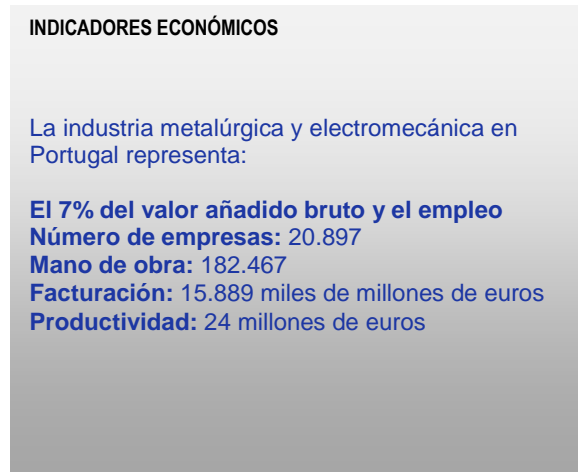 INDICADORES ECONÓMICOS
La industria metalúrgica y electromecánica en
Portugal representa:
El 7% del valor añadido bruto y el empleo
Número de empresas: 20.897
Mano de obra: 182.467
Facturación: 15.889 miles de millones de euros
Productividad: 24 millones de euros